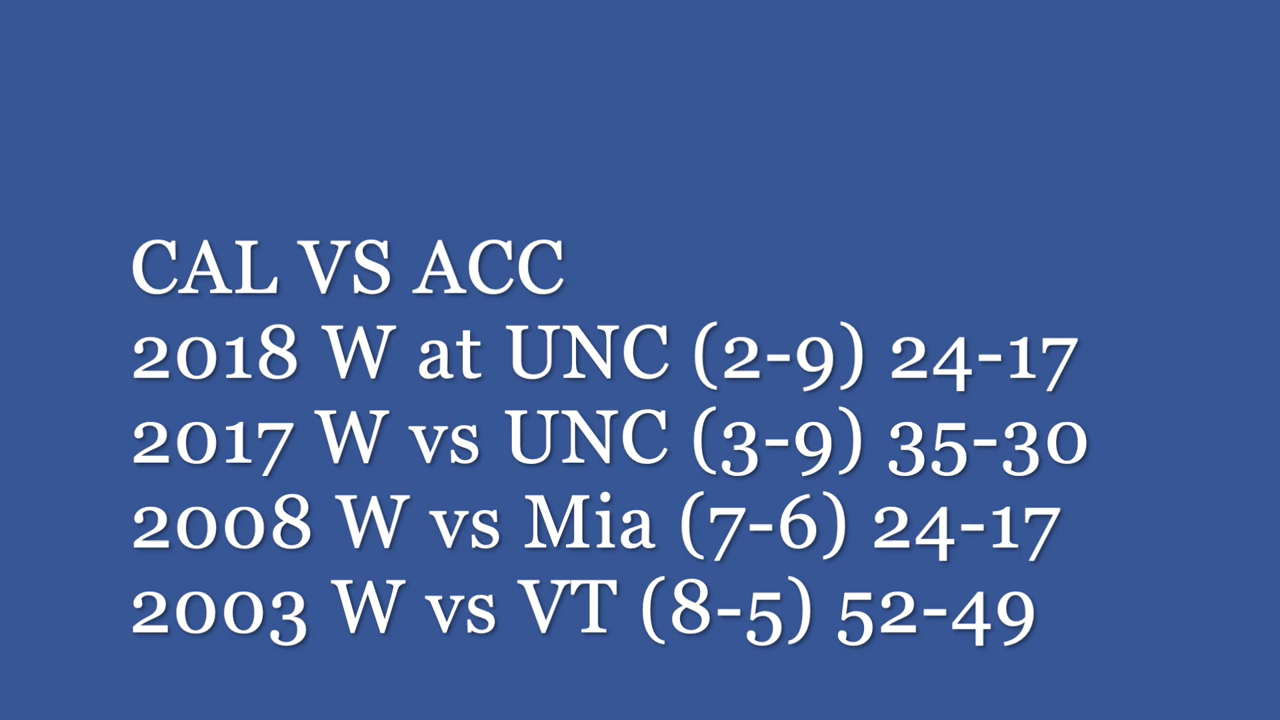 CAL VS ACC
2018 W at UNC (2-9) 24-17
2017 W vs UNC (3-9) 35-30
2008 W vs Mia (7-6) 24-17
2003 W vs VT (8-5) 52-49